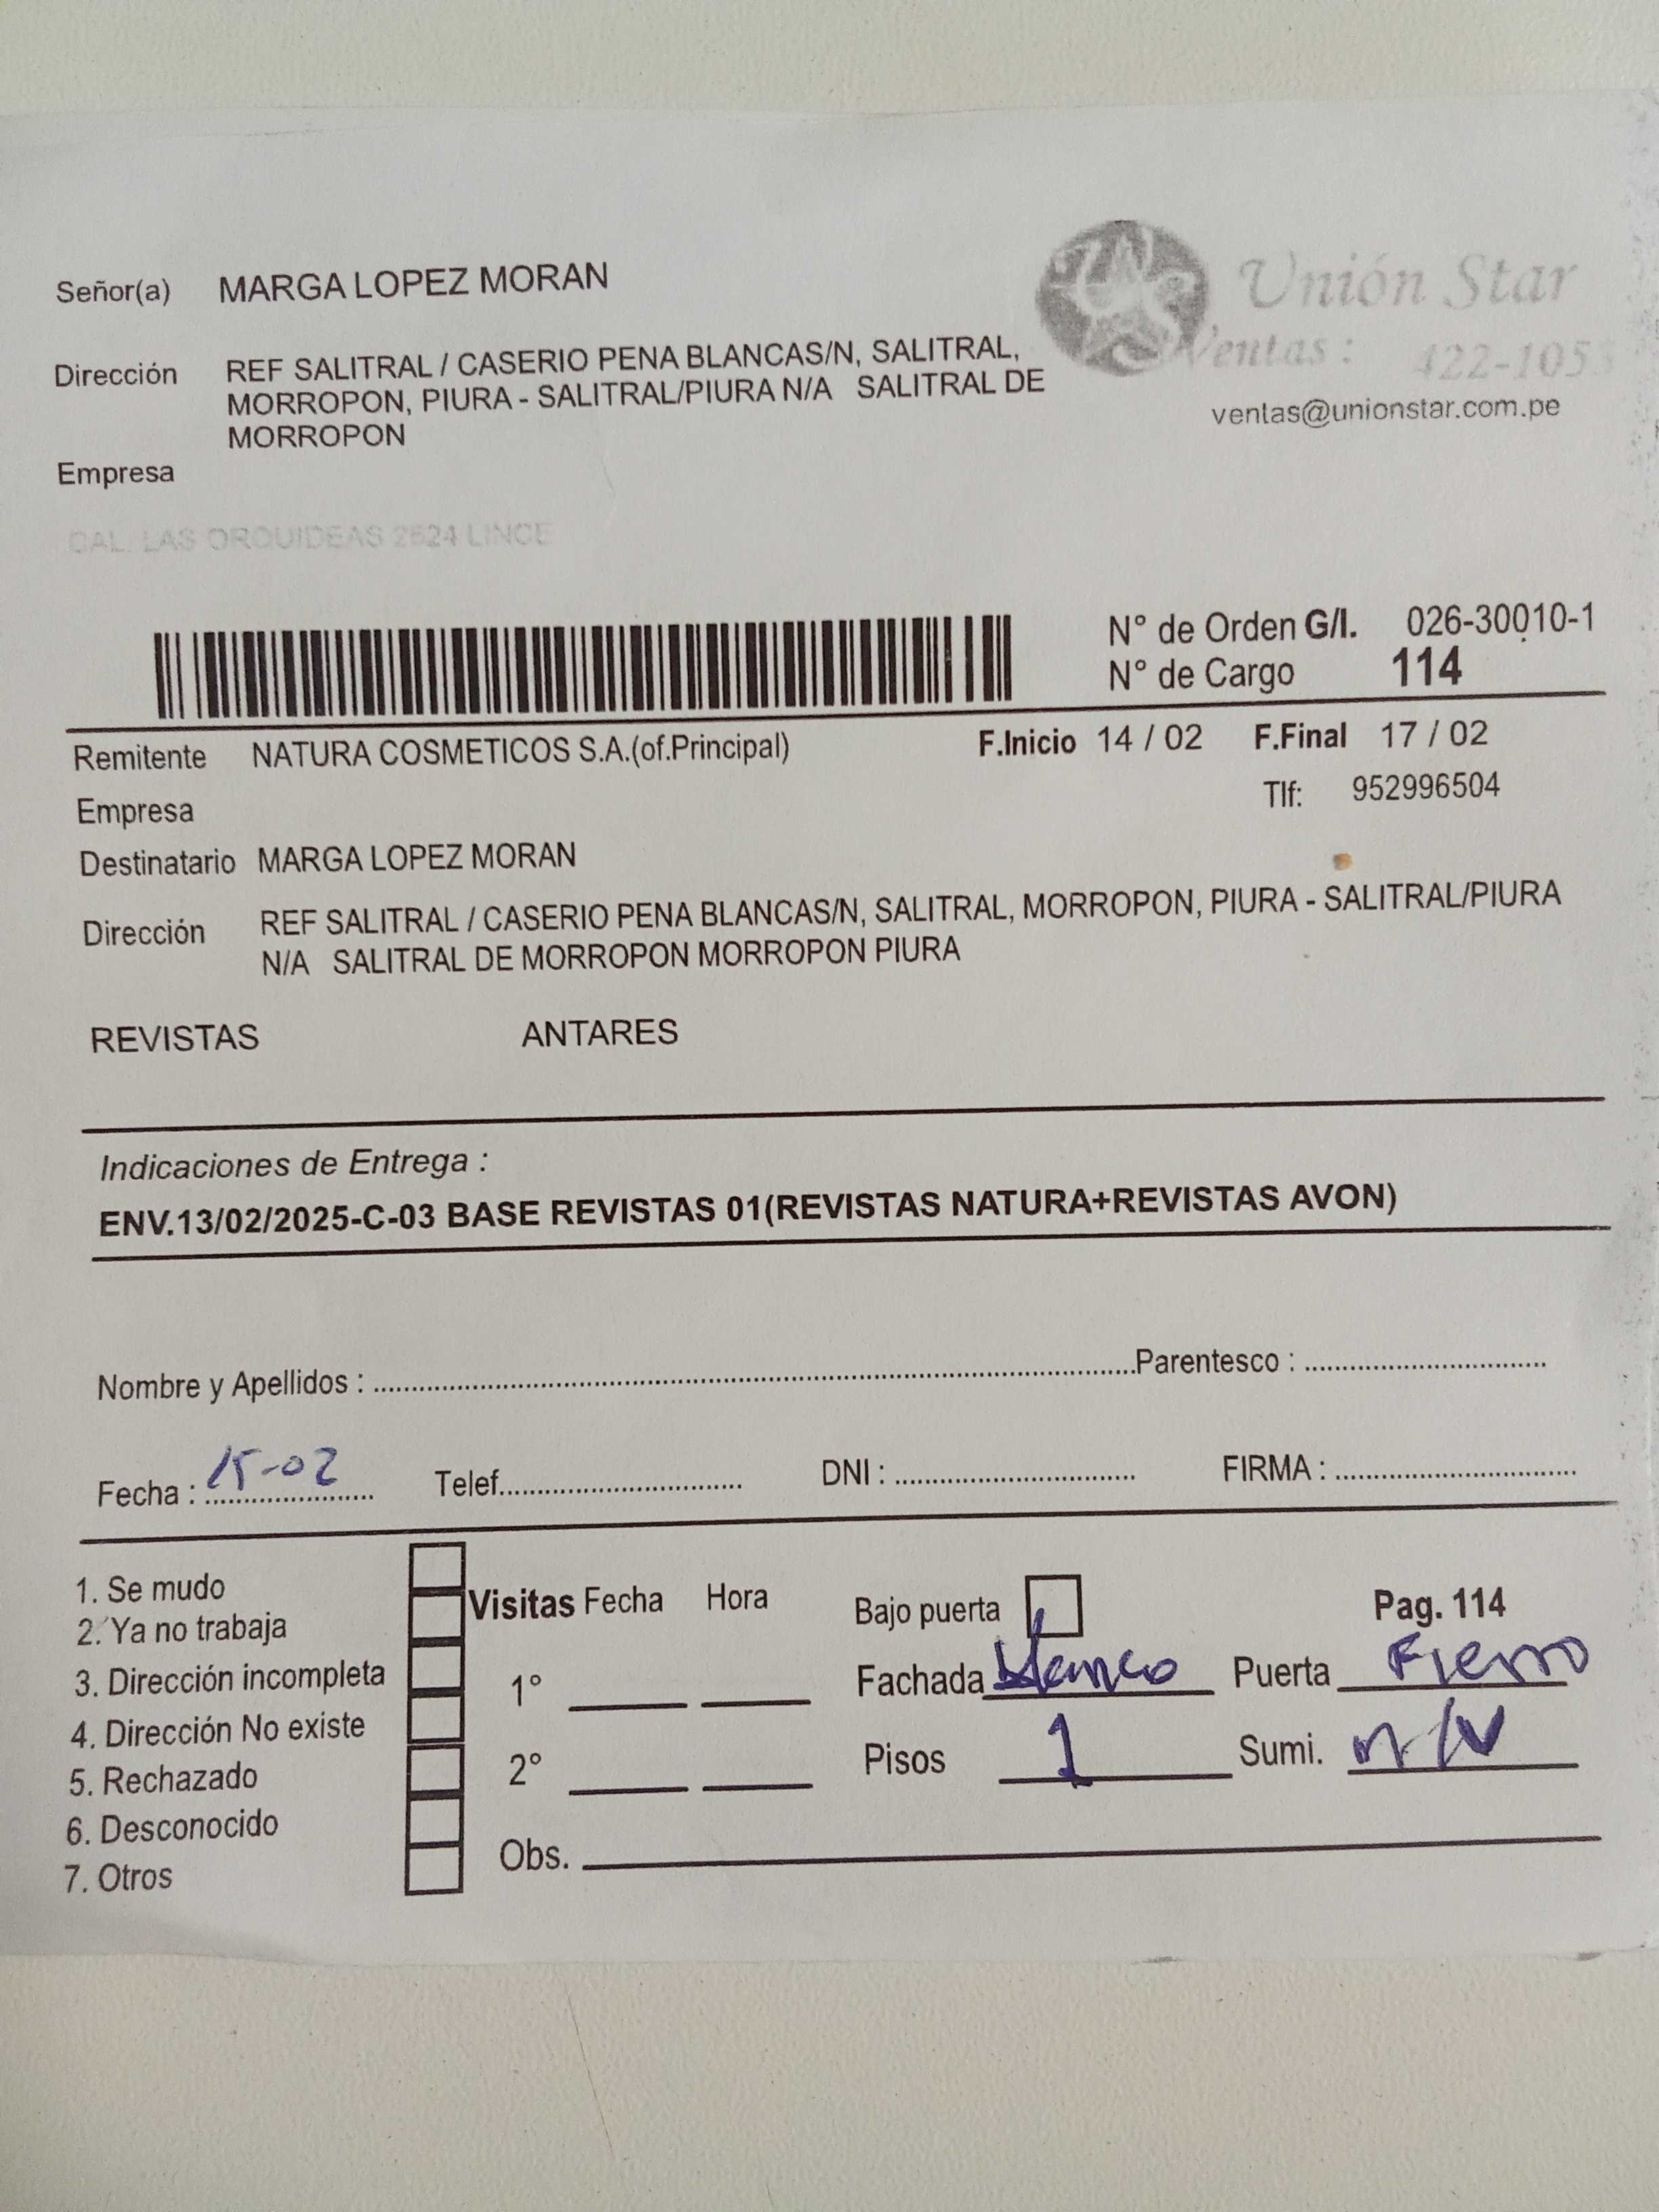 Señor(a) MARGA LOPEZ MORAN
Unión Star
Ventas : 422-1053
ventas@unionstar.com.pe
Dirección REF SALITRAL / CASERIO PENA BLANCAS/N, SALITRAL,
MORROPON, PIURA - SALITRAL/PIURA N/A SALITRAL DE
MORROPON
Empresa
CAL. LAS ORQUIDEAS 2624 LINCE
N° de Orden G/I. 026-30010-1
N° de Cargo 114
Remitente NATURA COSMETICOS S.A.(of.Principal) F.Inicio 14 / 02 F.Final 17 / 02
Empresa Tlf: 952996504
Destinatario MARGA LOPEZ MORAN
Dirección REF SALITRAL / CASERIO PENA BLANCAS/N, SALITRAL, MORROPON, PIURA - SALITRAL/PIURA
N/A SALITRAL DE MORROPON MORROPON PIURA
REVISTAS ANTARES
Indicaciones de Entrega :
ENV.13/02/2025-C-03 BASE REVISTAS 01(REVISTAS NATURA+REVISTAS AVON)
Nombre y Apellidos : Parentesco :
Fecha : 15-02 Telef. DNI : FIRMA :
1. Se mudo
2. Ya no trabaja
3. Dirección incompleta
4. Dirección No existe
5. Rechazado
6. Desconocido
7. Otros
Visitas Fecha Hora
1°
2°
Obs.
Bajo puerta Pag. 114
Fachada blanco Puerta Fierro
Pisos 1 Sumi.